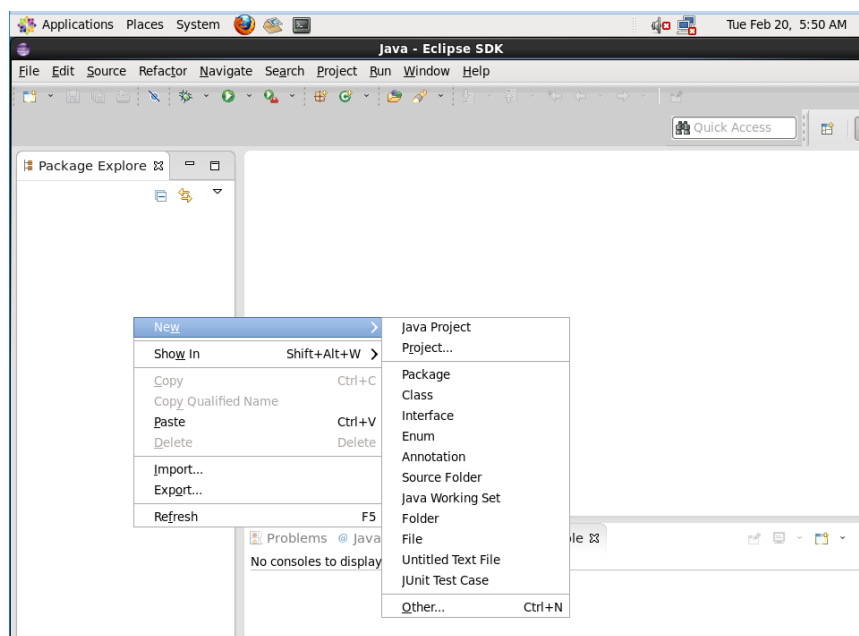 Applications Places System Tue Feb 20, 5:50 AM
Java - Eclipse SDK
File Edit Source Refactor Navigate Search Project Run Window Help
Quick Access
Package Explore
New
Show In Shift+Alt+W
Copy Ctrl+C
Copy Qualified Name
Paste Ctrl+V
Delete Delete
Import...
Export...
Refresh F5
Java Project
Project...
Package
Class
Interface
Enum
Annotation
Source Folder
Java Working Set
Folder
File
Untitled Text File
JUnit Test Case
Other... Ctrl+N
Problems @ Java le
No consoles to display